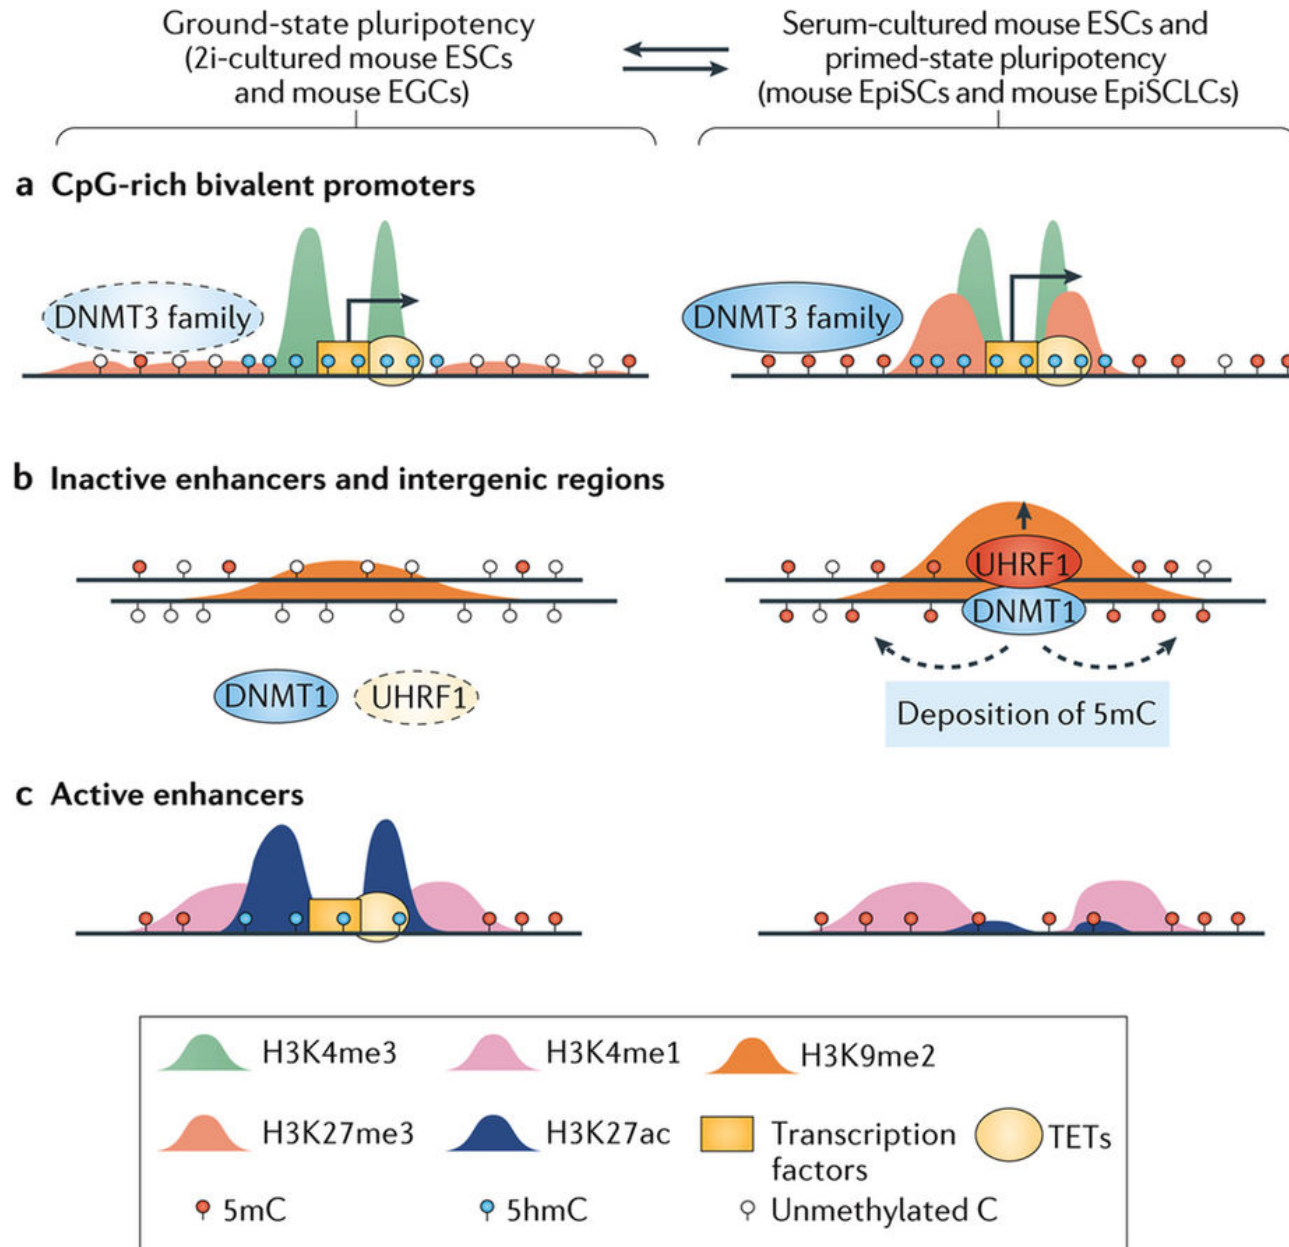 Ground-state pluripotency
(2i-cultured mouse ESCs
and mouse EGCs)
Serum-cultured mouse ESCs and
primed-state pluripotency
(mouse EpiSCs and mouse EpiSCLCs)
a CpG-rich bivalent promoters
DNMT3 family
DNMT3 family
b Inactive enhancers and intergenic regions
DNMT1
UHRF1
UHRF1
DNMT1
Deposition of 5mC
c Active enhancers
H3K4me3
H3K4me1
H3K9me2
H3K27me3
H3K27ac
Transcription
factors
TETs
5mC
5hmC
Unmethylated C